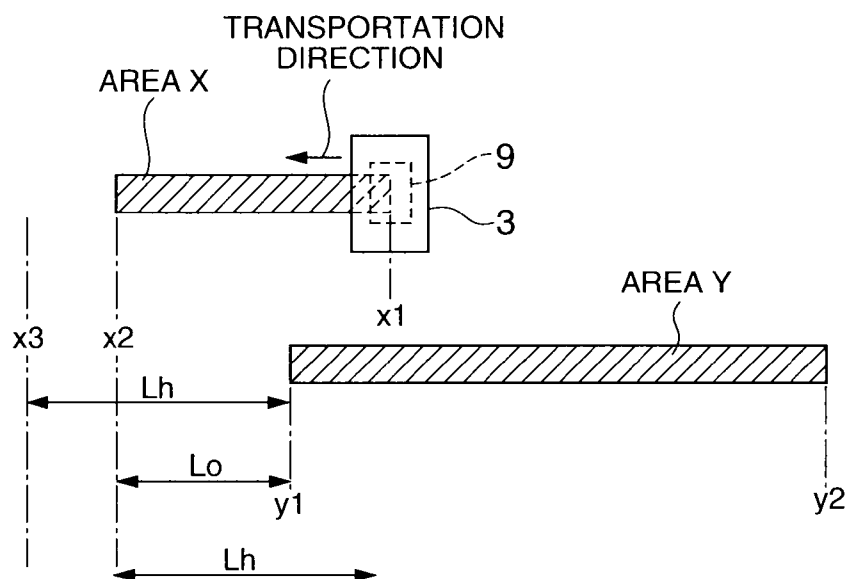 TRANSPORTATION
DIRECTION
AREA X
9
3
x1
AREA Y
x3
x2
Lh
Lo
y1
y2
Lh